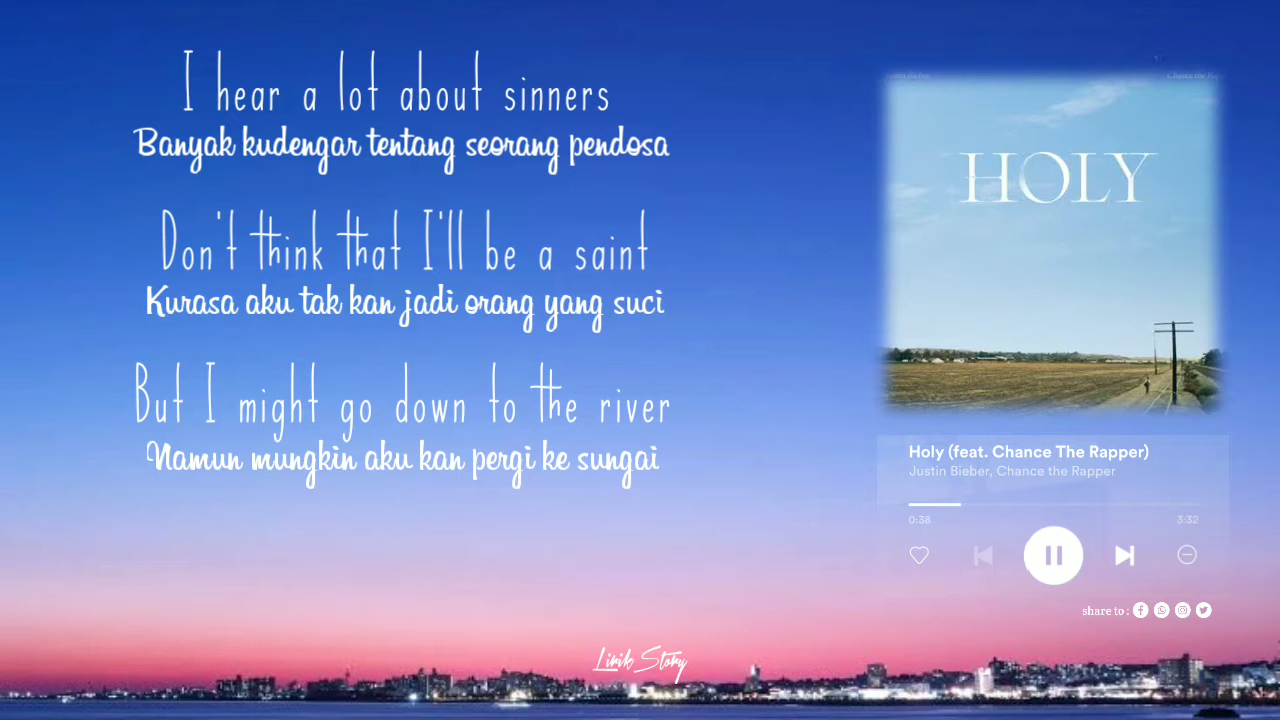 I hear a lot about sinners
Banyak kudengar tentang seorang pendosa
Don't think that I'll be a saint
Kurasa aku tak kan jadi orang yang suci
But I might go down to the river
Namun mungkin aku kan pergi ke sungai
HOLY
Holy (feat. Chance The Rapper)
Justin Bieber, Chance the Rapper
0:38
3:32
share to :
Lirik Story